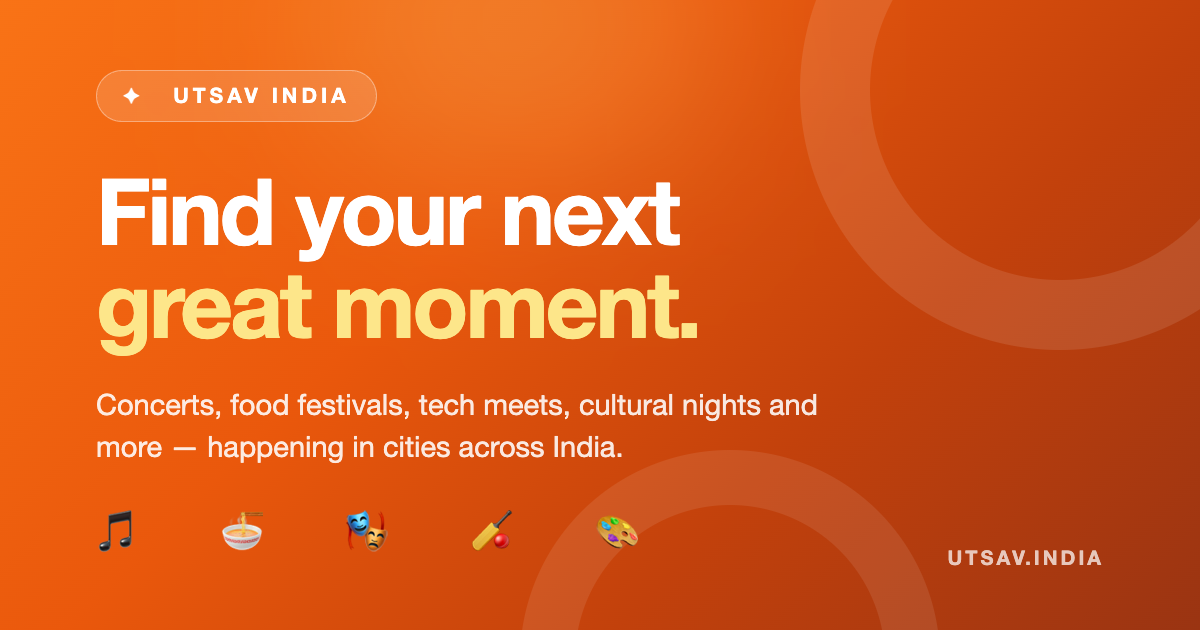 UTSAV INDIA
Find your next
great moment.
Concerts, food festivals, tech meets, cultural nights and
more — happening in cities across India.
UTSAV.INDIA